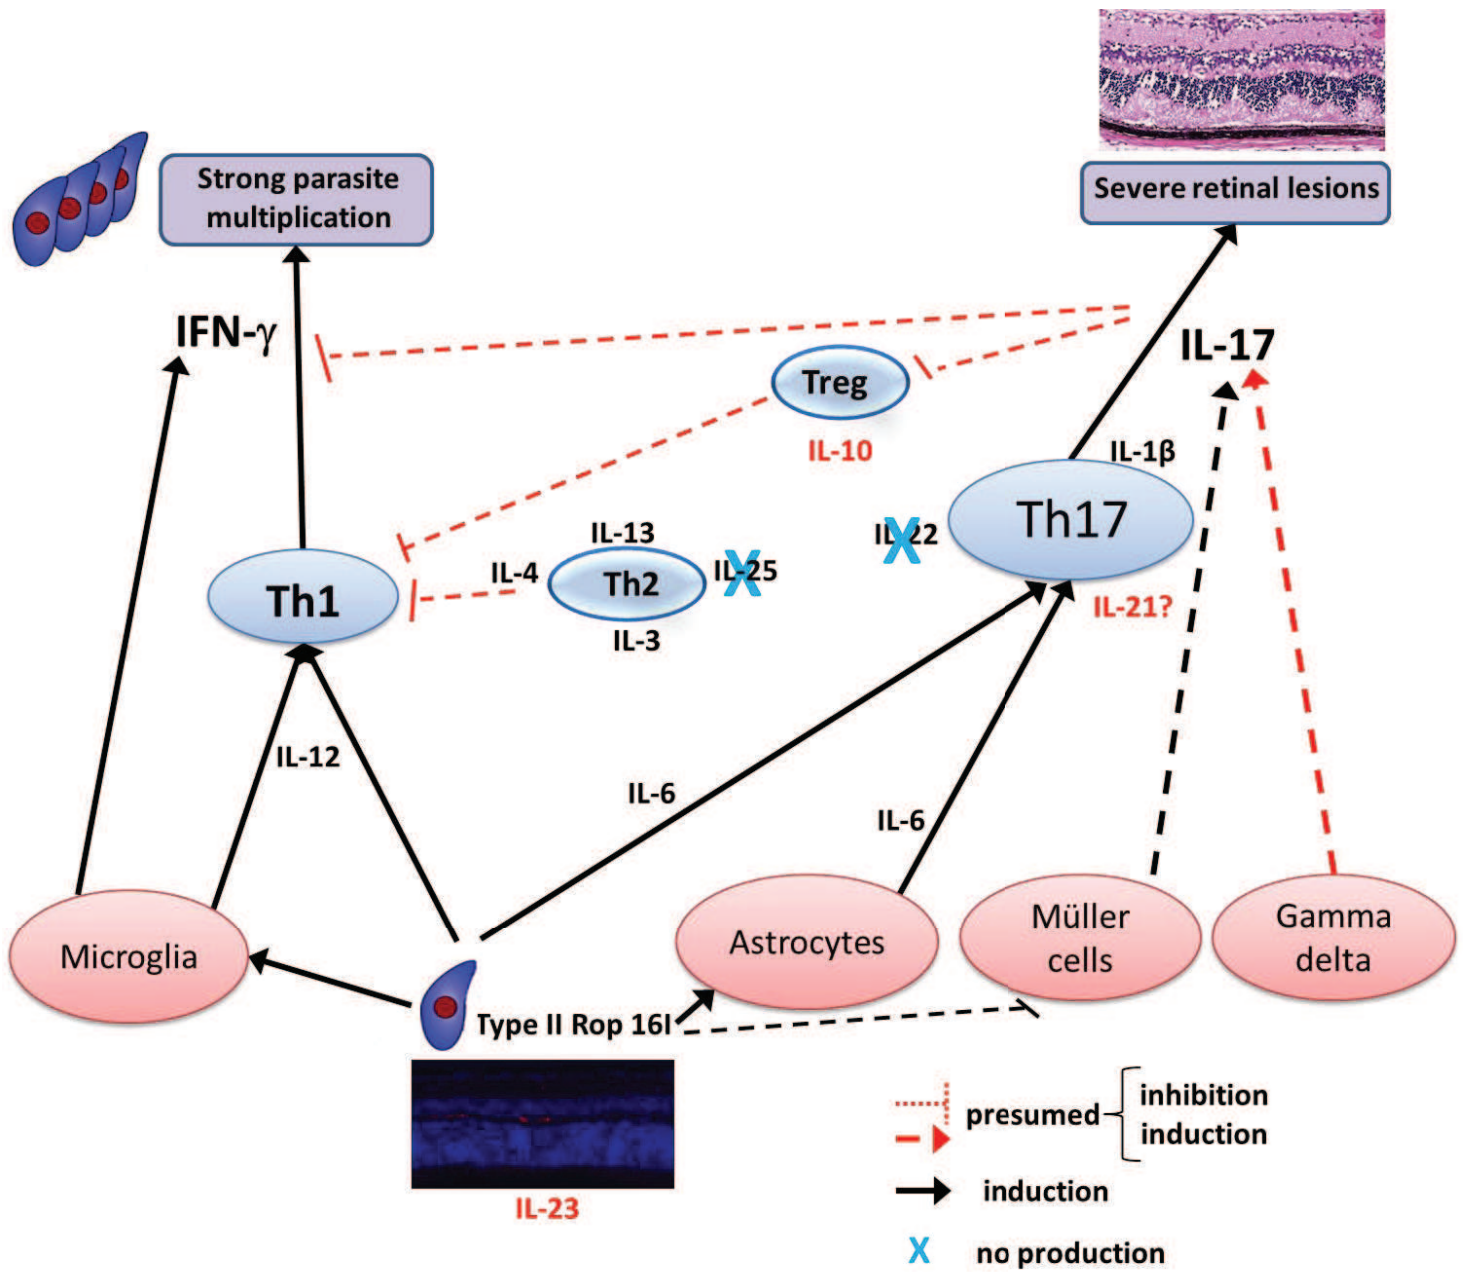 Strong parasite
multiplication
Severe retinal lesions
IFN-γ
IL-17
Treg
IL-10
IL-1β
Th17
IL-22
IL-21?
IL-13
IL-4
Th2
IL-25
IL-3
Th1
IL-12
IL-6
IL-6
Microglia
Astrocytes
Müller
cells
Gamma
delta
Type II Rop 16I
IL-23
presumed
inhibition
induction
induction
X no production